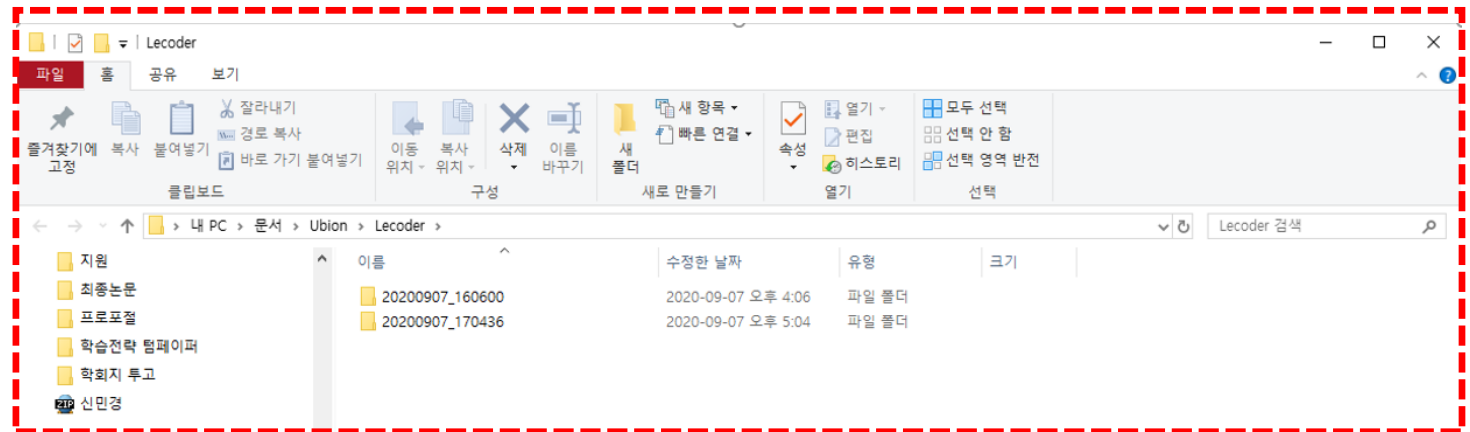 Lecoder
파일 홈 공유 보기
즐겨찾기에 고정
복사
붙여넣기
잘라내기
경로 복사
바로 가기 붙여넣기
클립보드
이동 위치
복사 위치
삭제
이름 바꾸기
구성
새 폴더
새 항목
빠른 연결
새로 만들기
속성
열기
편집
히스토리
열기
모두 선택
선택 안 함
선택 영역 반전
선택
내 PC > 문서 > Ubion > Lecoder >
Lecoder 검색
이름 수정한 날짜 유형 크기
20200907_160600 2020-09-07 오후 4:06 파일 폴더
20200907_170436 2020-09-07 오후 5:04 파일 폴더
지원
최종논문
프로포절
학습전략 텀페이퍼
학회지 투고
ZIP 신민경